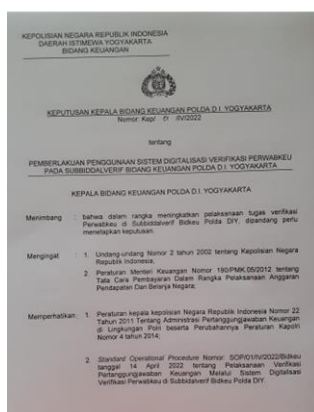 KEPOLISIAN NEGARA REPUBLIK INDONESIA
DAERAH ISTIMEWA YOGYAKARTA
BIDANG KEUANGAN
KEPUTUSAN KEPALA BIDANG KEUANGAN POLDA D.I. YOGYAKARTA
Nomor: Kep/ 01 /IV/2022
tentang
PEMBERLAKUAN PENGGUNAAN SISTEM DIGITALISASI VERIFIKASI PERWABKEU
PADA SUBBIDDALVERIF BIDANG KEUANGAN POLDA D.I. YOGYAKARTA
KEPALA BIDANG KEUANGAN POLDA D.I. YOGYAKARTA
Menimbang : bahwa dalam rangka meningkatkan pelaksanaan tugas verifikasi
Perwabkeu di Subbiddalverif Bidkeu Polda DIY, dipandang perlu
menetapkan keputusan.
Mengingat : 1. Undang-undang Nomor 2 tahun 2002 tentang Kepolisian Negara
Republik Indonesia;
2. Peraturan Menteri Keuangan Nomor 190/PMK.05/2012 tentang
Tata Cara Pembayaran Dalam Rangka Pelaksanaan Anggaran
Pendapatan Dan Belanja Negara;
Memperhatikan : 1. Peraturan kepala kepolisian Negara Republik Indonesia Nomor 22
Tahun 2011 Tentang Administrasi Pertanggungjawaban Keuangan
di Lingkungan Polri beserta Perubahannya Peraturan Kapolri
Nomor 4 tahun 2014;
2. Standard Operational Procedure Nomor: SOP/01/IV/2022/Bidkeu
tanggal 14 April 2022 tentang Pelaksanaan Verifikasi
Pertanggungjawaban Keuangan Melalui Sistem Digitalisasi
Verifikasi Perwabkeu di Subbidalverif Bidkeu Polda DIY.